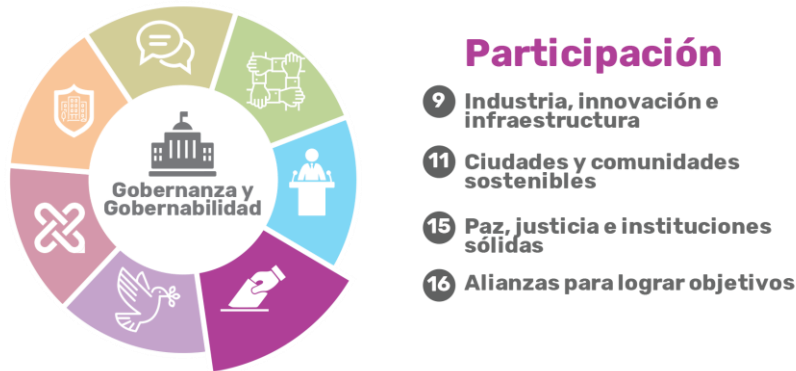 Gobernanza y
Gobernabilidad
Participación
9 Industria, innovación e
infraestructura
11 Ciudades y comunidades
sostenibles
15 Paz, justicia e instituciones
sólidas
16 Alianzas para lograr objetivos